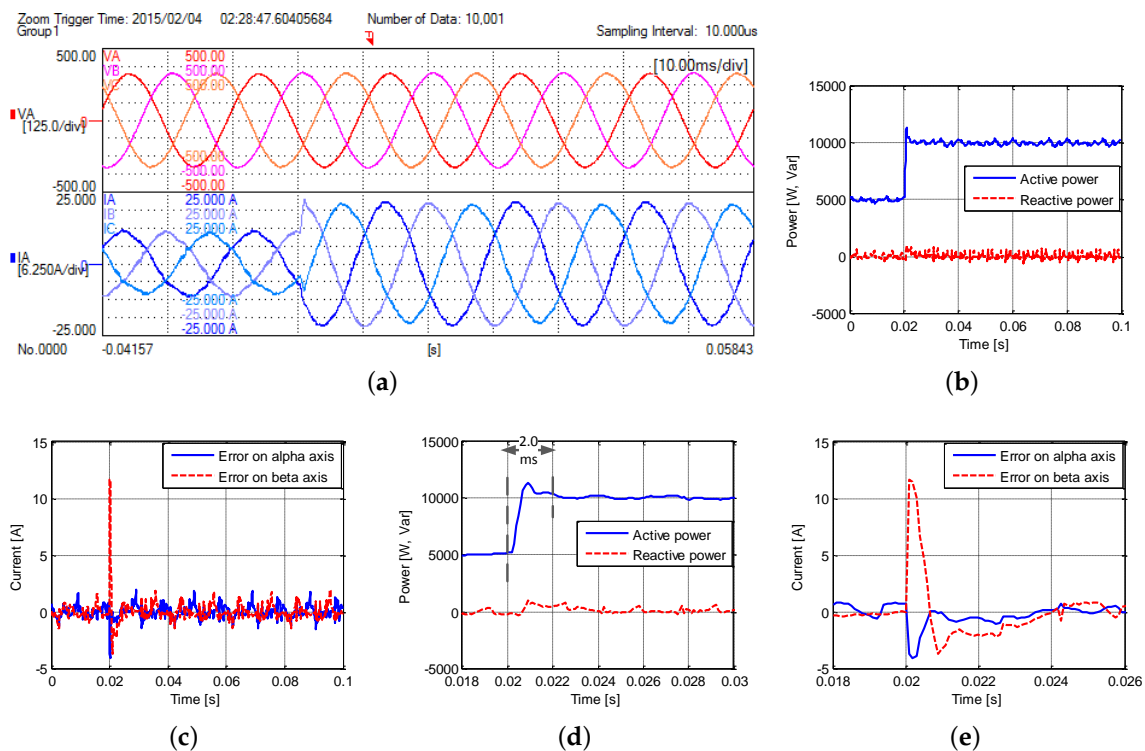 Zoom Trigger Time: 2015/02/04 02:28:47.60405684 Number of Data: 10,001
Group1 Sampling Interval: 10.000us
500.00 VA 500.00 [10.00ms/div]
VB 500.00
500.00
VA 0
[125.0/div]
500.00
-500.00
-500.00 -500.00
25.000 IA 25.000 A
IB 25.000 A
IC 25.000 A
IA 0
[6.250A/div]
-25.000 A
-25.000 A
-25.000 -25.000 A
No.0000 -0.04157 [s] 0.05843
(a)
15000
10000
5000
0
-5000
Power [W, Var]
Active power
Reactive power
0 0.02 0.04 0.06 0.08 0.1
Time [s]
(b)
15
10
5
0
-5
Current [A]
Error on alpha axis
Error on beta axis
0 0.02 0.04 0.06 0.08 0.1
Time [s]
(c)
15000
10000
5000
0
-5000
Power [W, Var]
2.0
ms
Active power
Reactive power
0.018 0.02 0.022 0.024 0.026 0.028 0.03
Time [s]
(d)
15
10
5
0
-5
Current [A]
Error on alpha axis
Error on beta axis
0.018 0.02 0.022 0.024 0.026
Time [s]
(e)